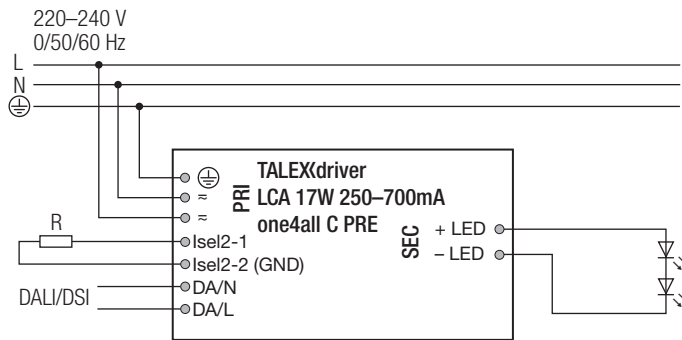 220–240 V
0/50/60 Hz
L
N
PRI
TALEXXdriver
LCA 17W 250–700mA
one4all C PRE
≂
≂
R
Isel2-1
Isel2-2 (GND)
DALI/DSI
DA/N
DA/L
SEC
+ LED
– LED